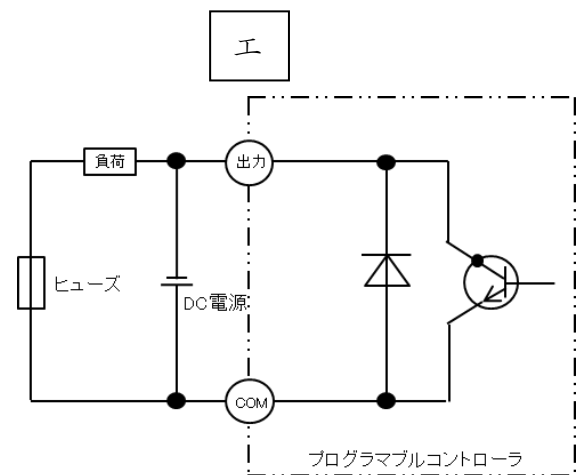 エ
負荷
出力
ヒューズ
DC電源
COM
プログラマブルコントローラ